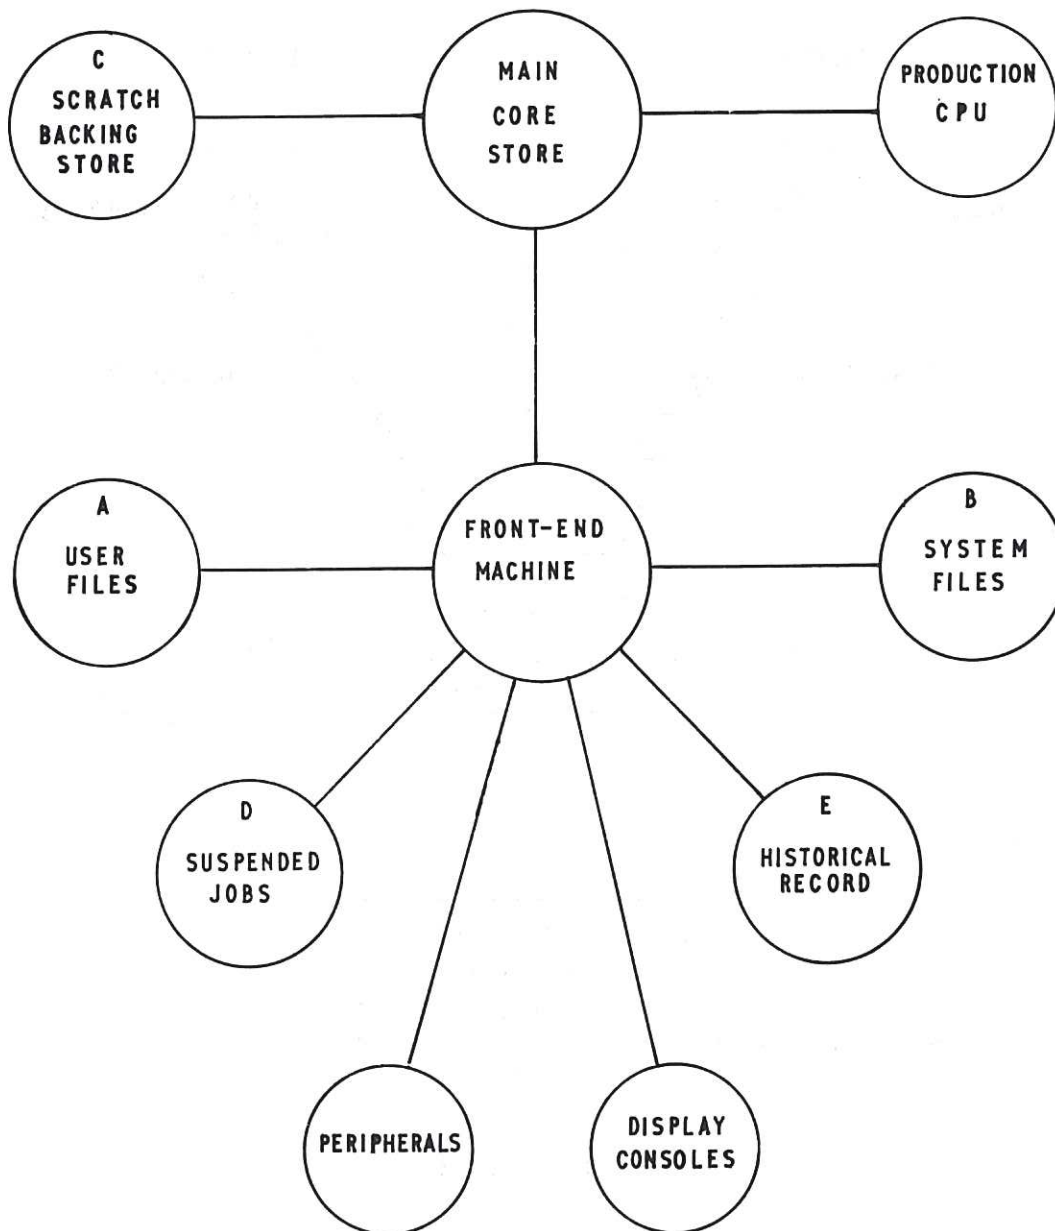 C
SCRATCH
BACKING
STORE
MAIN
CORE
STORE
PRODUCTION
CPU
A
USER
FILES
FRONT-END
MACHINE
B
SYSTEM
FILES
D
SUSPENDED
JOBS
E
HISTORICAL
RECORD
PERIPHERALS
DISPLAY
CONSOLES